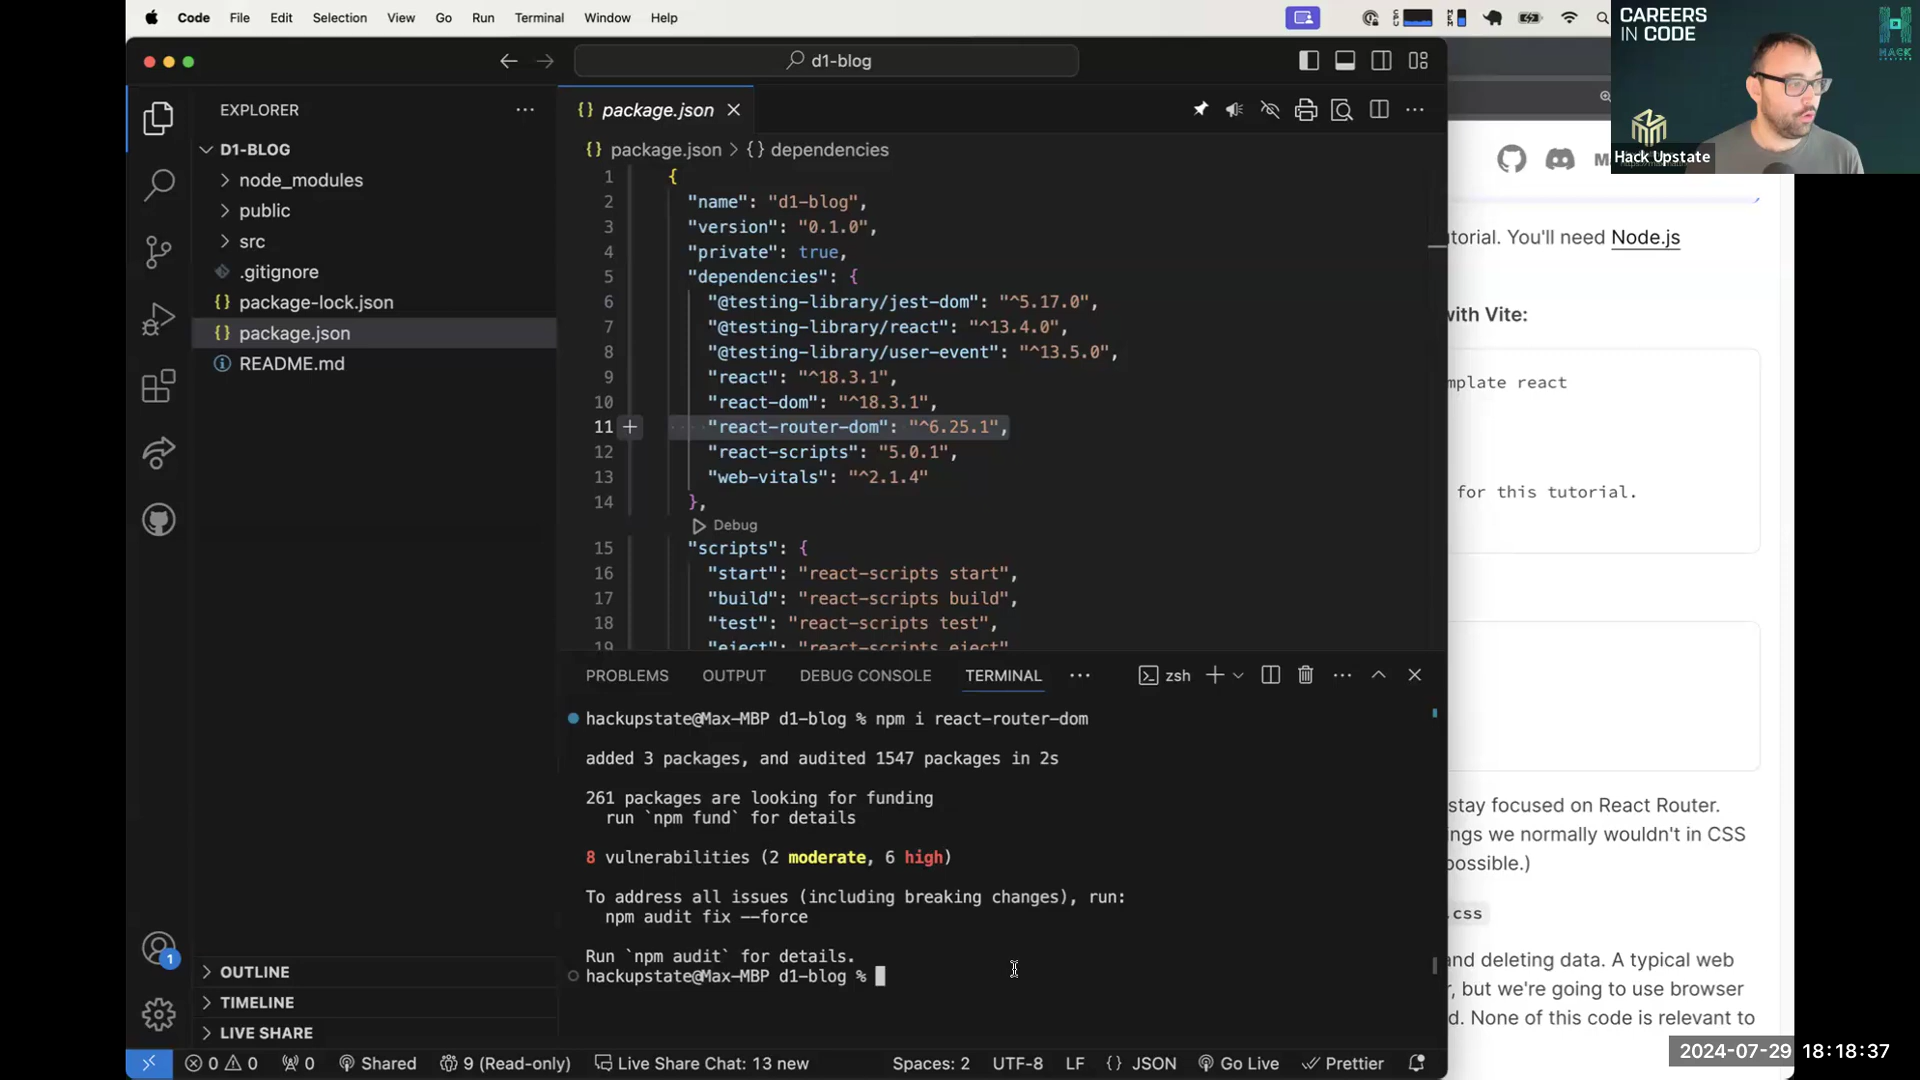 Code File Edit Selection View Go Run Terminal Window Help
CAREERS
IN CODE
HACK
Hack Upstate
d1-blog
EXPLORER
D1-BLOG
node_modules
public
src
.gitignore
package-lock.json
package.json
README.md
OUTLINE
TIMELINE
LIVE SHARE
1
package.json
package.json > {} dependencies
1 {
2 "name": "d1-blog",
3 "version": "0.1.0",
4 "private": true,
5 "dependencies": {
6 "@testing-library/jest-dom": "^5.17.0",
7 "@testing-library/react": "^13.4.0",
8 "@testing-library/user-event": "^13.5.0",
9 "react": "^18.3.1",
10 "react-dom": "^18.3.1",
11 "react-router-dom": "^6.25.1",
12 "react-scripts": "5.0.1",
13 "web-vitals": "^2.1.4"
14 },
Debug
15 "scripts": {
16 "start": "react-scripts start",
17 "build": "react-scripts build",
18 "test": "react-scripts test",
19 "eject": "react-scripts eject"
PROBLEMS OUTPUT DEBUG CONSOLE TERMINAL zsh
hackupstate@Max-MBP d1-blog % npm i react-router-dom
added 3 packages, and audited 1547 packages in 2s
261 packages are looking for funding
run `npm fund` for details
8 vulnerabilities (2 moderate, 6 high)
To address all issues (including breaking changes), run:
npm audit fix --force
Run `npm audit` for details.
hackupstate@Max-MBP d1-blog %
torial. You'll need Node.js
with Vite:
mplate react
for this tutorial.
stay focused on React Router.
ngs we normally wouldn't in CSS
possible.)
.css
nd deleting data. A typical web
r, but we're going to use browser
d. None of this code is relevant to
0 0 0 Shared 9 (Read-only) Live Share Chat: 13 new Spaces: 2 UTF-8 LF {} JSON Go Live Prettier
2024-07-29 18:18:37